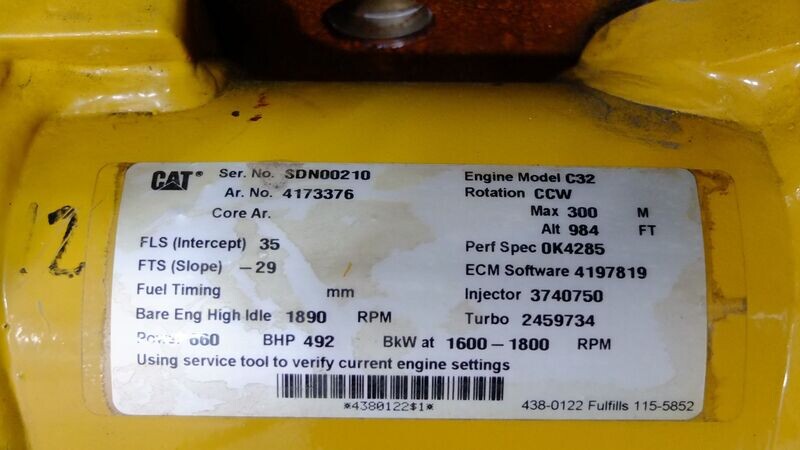 12
CAT® Ser. No. SDN00210
Ar. No. 4173376
Core Ar.
FLS (Intercept) 35
FTS (Slope) -29
Fuel Timing mm
Bare Eng High Idle 1890 RPM
Power 660 BHP 492 BkW at 1600-1800 RPM
Using service tool to verify current engine settings
Engine Model C32
Rotation CCW
Max 300 M
Alt 984 FT
Perf Spec 0K4285
ECM Software 4197819
Injector 3740750
Turbo 2459734
*4380122$1*
438-0122 Fulfills 115-5852